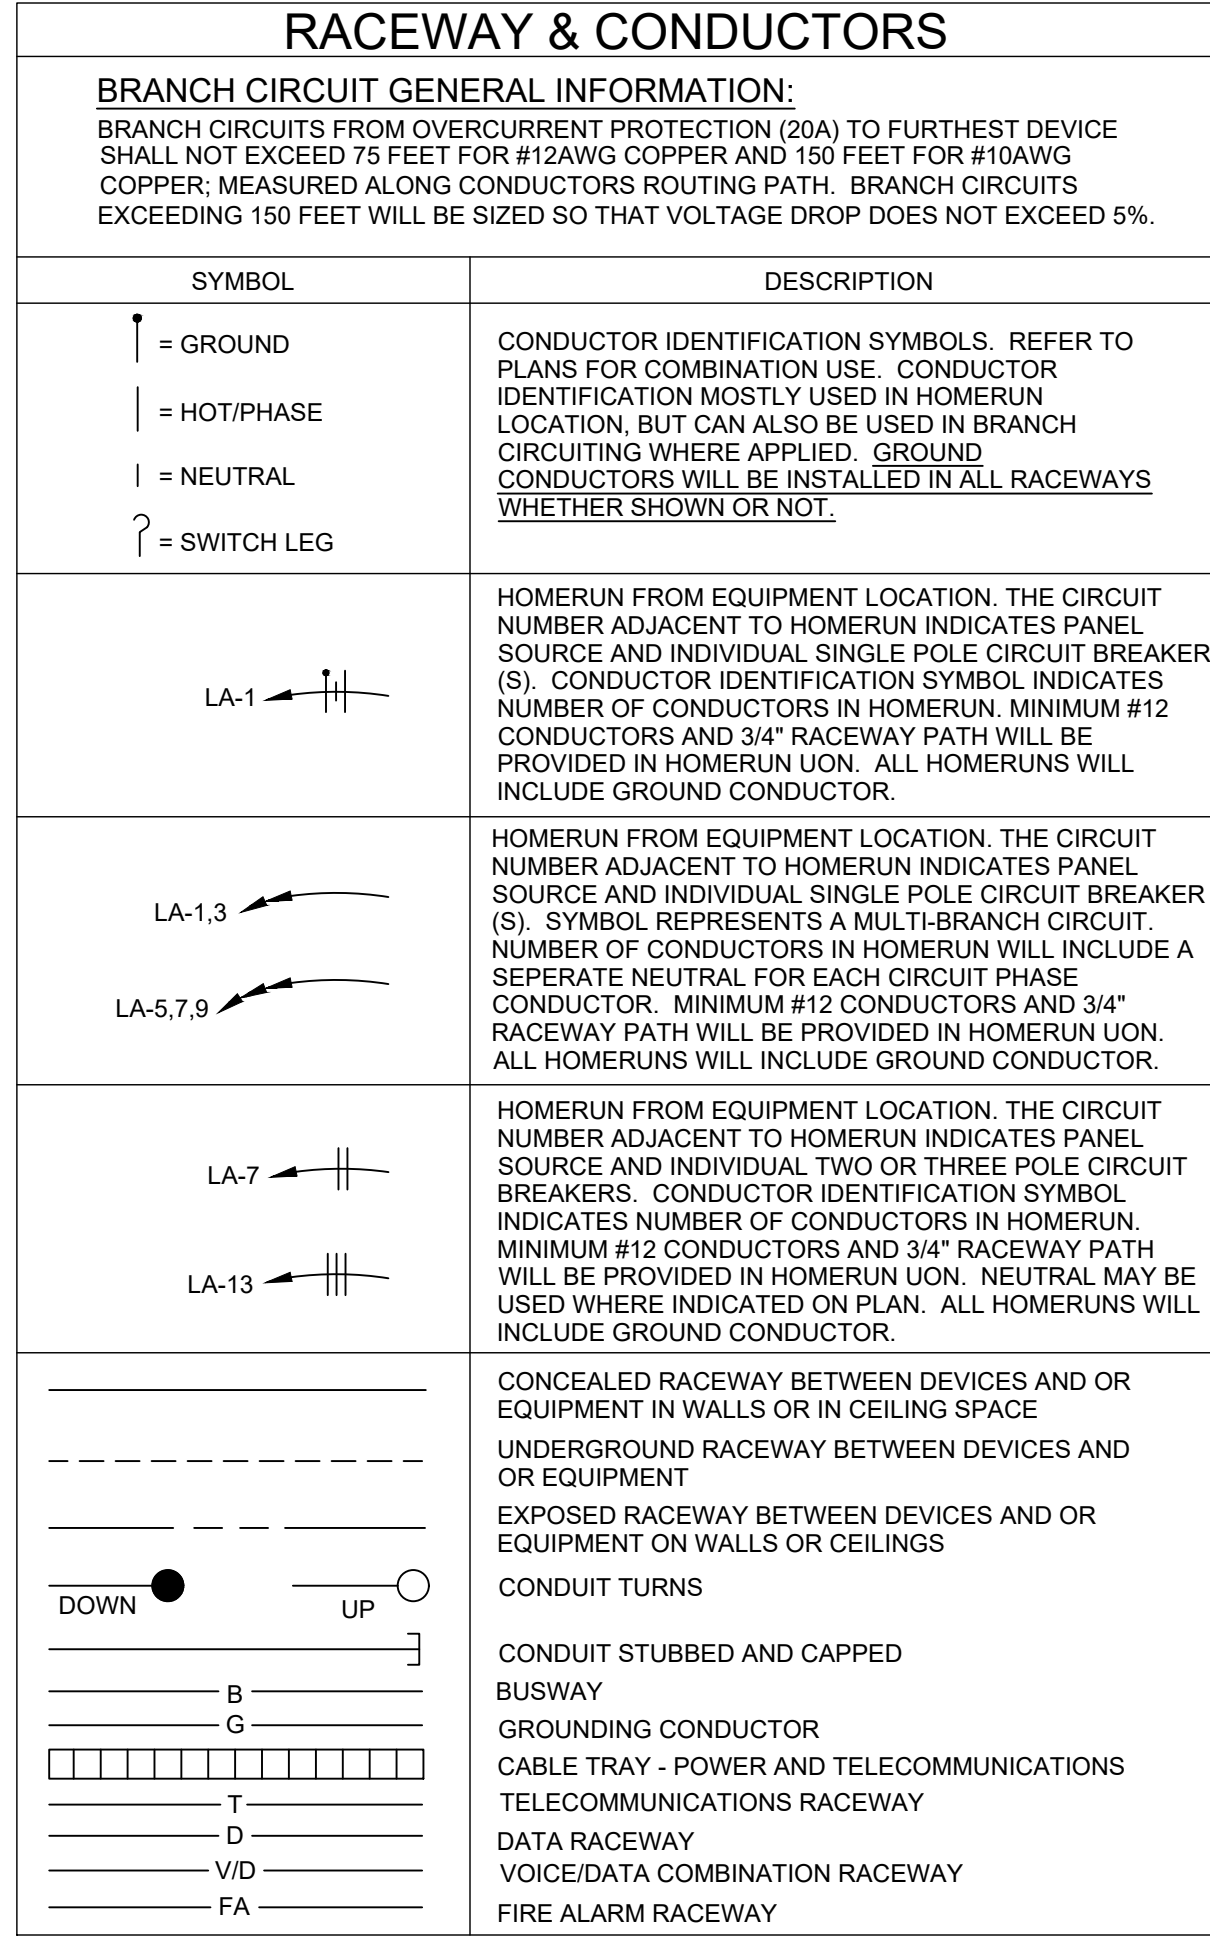 RACEWAY & CONDUCTORS
BRANCH CIRCUIT GENERAL INFORMATION:
BRANCH CIRCUITS FROM OVERCURRENT PROTECTION (20A) TO FURTHEST DEVICE
SHALL NOT EXCEED 75 FEET FOR #12AWG COPPER AND 150 FEET FOR #10AWG
COPPER; MEASURED ALONG CONDUCTORS ROUTING PATH. BRANCH CIRCUITS
EXCEEDING 150 FEET WILL BE SIZED SO THAT VOLTAGE DROP DOES NOT EXCEED 5%.
SYMBOL
DESCRIPTION
= GROUND
= HOT/PHASE
= NEUTRAL
= SWITCH LEG
CONDUCTOR IDENTIFICATION SYMBOLS. REFER TO
PLANS FOR COMBINATION USE. CONDUCTOR
IDENTIFICATION MOSTLY USED IN HOMERUN
LOCATION, BUT CAN ALSO BE USED IN BRANCH
CIRCUITING WHERE APPLIED. GROUND
CONDUCTORS WILL BE INSTALLED IN ALL RACEWAYS
WHETHER SHOWN OR NOT.
LA-1
HOMERUN FROM EQUIPMENT LOCATION. THE CIRCUIT
NUMBER ADJACENT TO HOMERUN INDICATES PANEL
SOURCE AND INDIVIDUAL SINGLE POLE CIRCUIT BREAKER
(S). CONDUCTOR IDENTIFICATION SYMBOL INDICATES
NUMBER OF CONDUCTORS IN HOMERUN. MINIMUM #12
CONDUCTORS AND 3/4" RACEWAY PATH WILL BE
PROVIDED IN HOMERUN UON. ALL HOMERUNS WILL
INCLUDE GROUND CONDUCTOR.
LA-1,3
LA-5,7,9
HOMERUN FROM EQUIPMENT LOCATION. THE CIRCUIT
NUMBER ADJACENT TO HOMERUN INDICATES PANEL
SOURCE AND INDIVIDUAL SINGLE POLE CIRCUIT BREAKER
(S). SYMBOL REPRESENTS A MULTI-BRANCH CIRCUIT.
NUMBER OF CONDUCTORS IN HOMERUN WILL INCLUDE A
SEPERATE NEUTRAL FOR EACH CIRCUIT PHASE
CONDUCTOR. MINIMUM #12 CONDUCTORS AND 3/4"
RACEWAY PATH WILL BE PROVIDED IN HOMERUN UON.
ALL HOMERUNS WILL INCLUDE GROUND CONDUCTOR.
LA-7
LA-13
HOMERUN FROM EQUIPMENT LOCATION. THE CIRCUIT
NUMBER ADJACENT TO HOMERUN INDICATES PANEL
SOURCE AND INDIVIDUAL TWO OR THREE POLE CIRCUIT
BREAKERS. CONDUCTOR IDENTIFICATION SYMBOL
INDICATES NUMBER OF CONDUCTORS IN HOMERUN.
MINIMUM #12 CONDUCTORS AND 3/4" RACEWAY PATH
WILL BE PROVIDED IN HOMERUN UON. NEUTRAL MAY BE
USED WHERE INDICATED ON PLAN. ALL HOMERUNS WILL
INCLUDE GROUND CONDUCTOR.
CONCEALED RACEWAY BETWEEN DEVICES AND OR
EQUIPMENT IN WALLS OR IN CEILING SPACE
UNDERGROUND RACEWAY BETWEEN DEVICES AND
OR EQUIPMENT
EXPOSED RACEWAY BETWEEN DEVICES AND OR
EQUIPMENT ON WALLS OR CEILINGS
DOWN
UP
CONDUIT TURNS
CONDUIT STUBBED AND CAPPED
B
BUSWAY
G
GROUNDING CONDUCTOR
CABLE TRAY - POWER AND TELECOMMUNICATIONS
T
TELECOMMUNICATIONS RACEWAY
D
DATA RACEWAY
V/D
VOICE/DATA COMBINATION RACEWAY
FA
FIRE ALARM RACEWAY